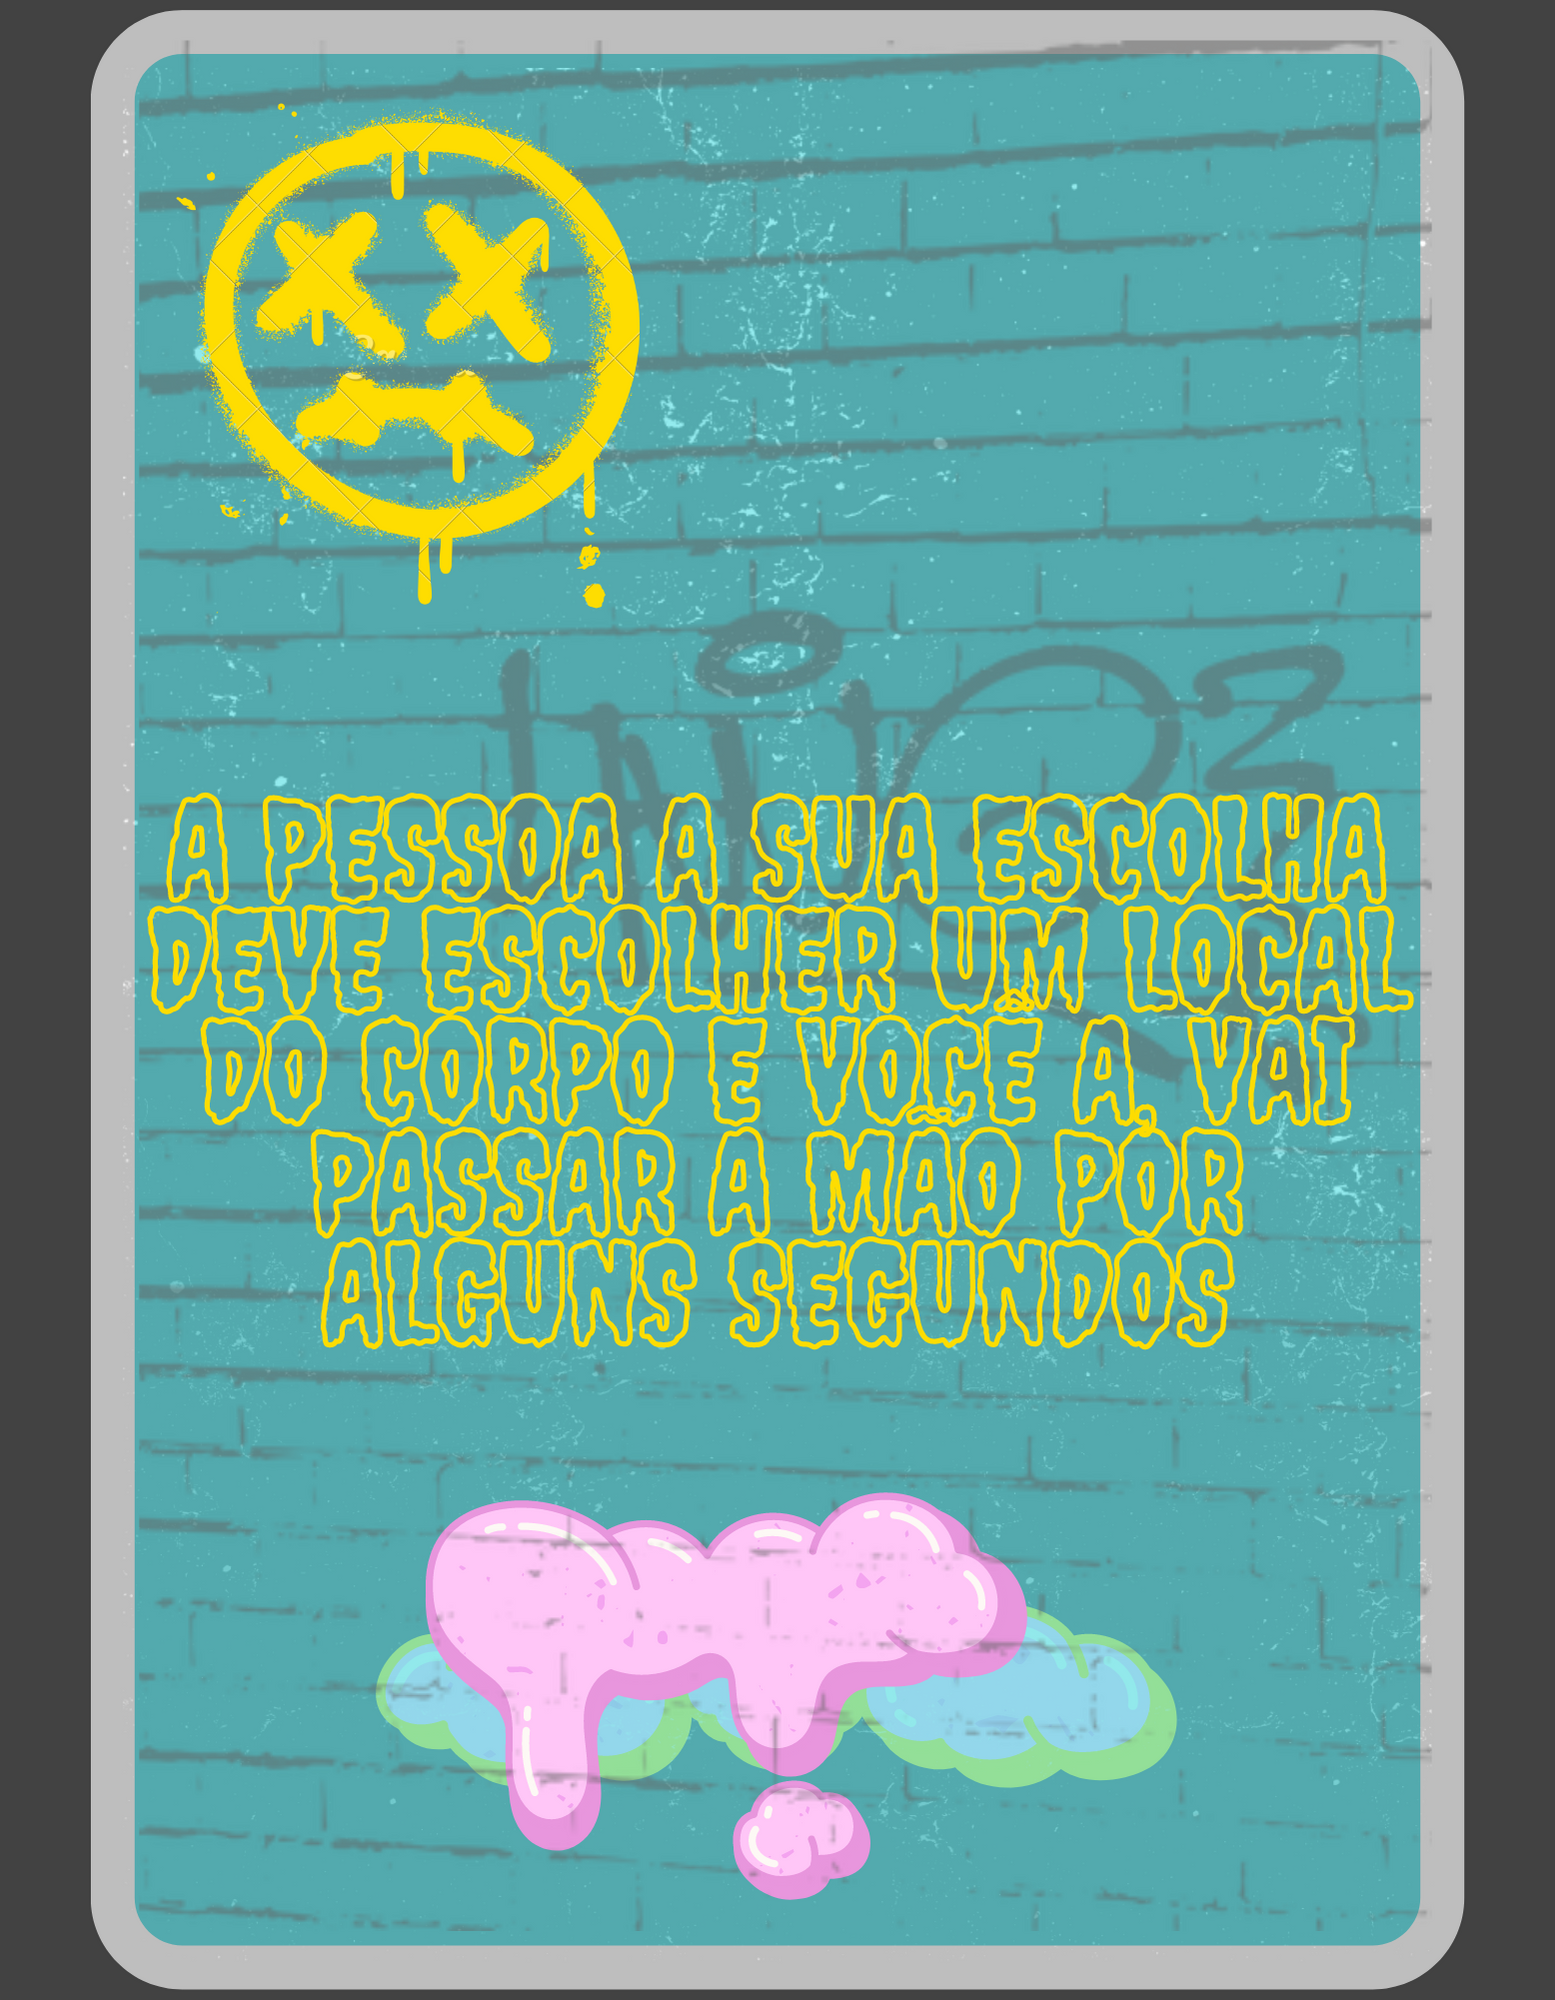 A PESSOA A SUA ESCOLHA
DEVE ESCOLHER UM LOCAL
DO CORPO E VOCÊ A, VAI
PASSAR A MÃO POR
ALGUNS SEGUNDOS